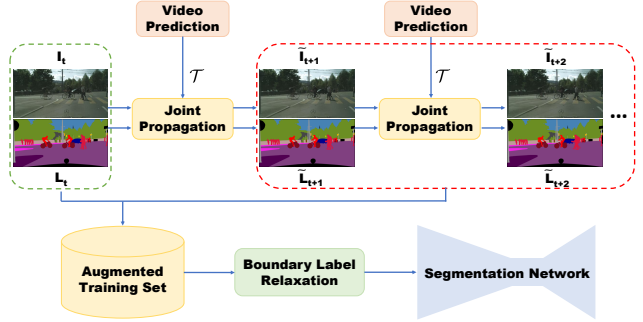 Video
Prediction
Video
Prediction
I_t
𝒯
Ĩ_{t+1}
𝒯
Ĩ_{t+2}
Joint
Propagation
Joint
Propagation
...
L_t
L̃_{t+1}
L̃_{t+2}
Augmented
Training Set
Boundary Label
Relaxation
Segmentation Network